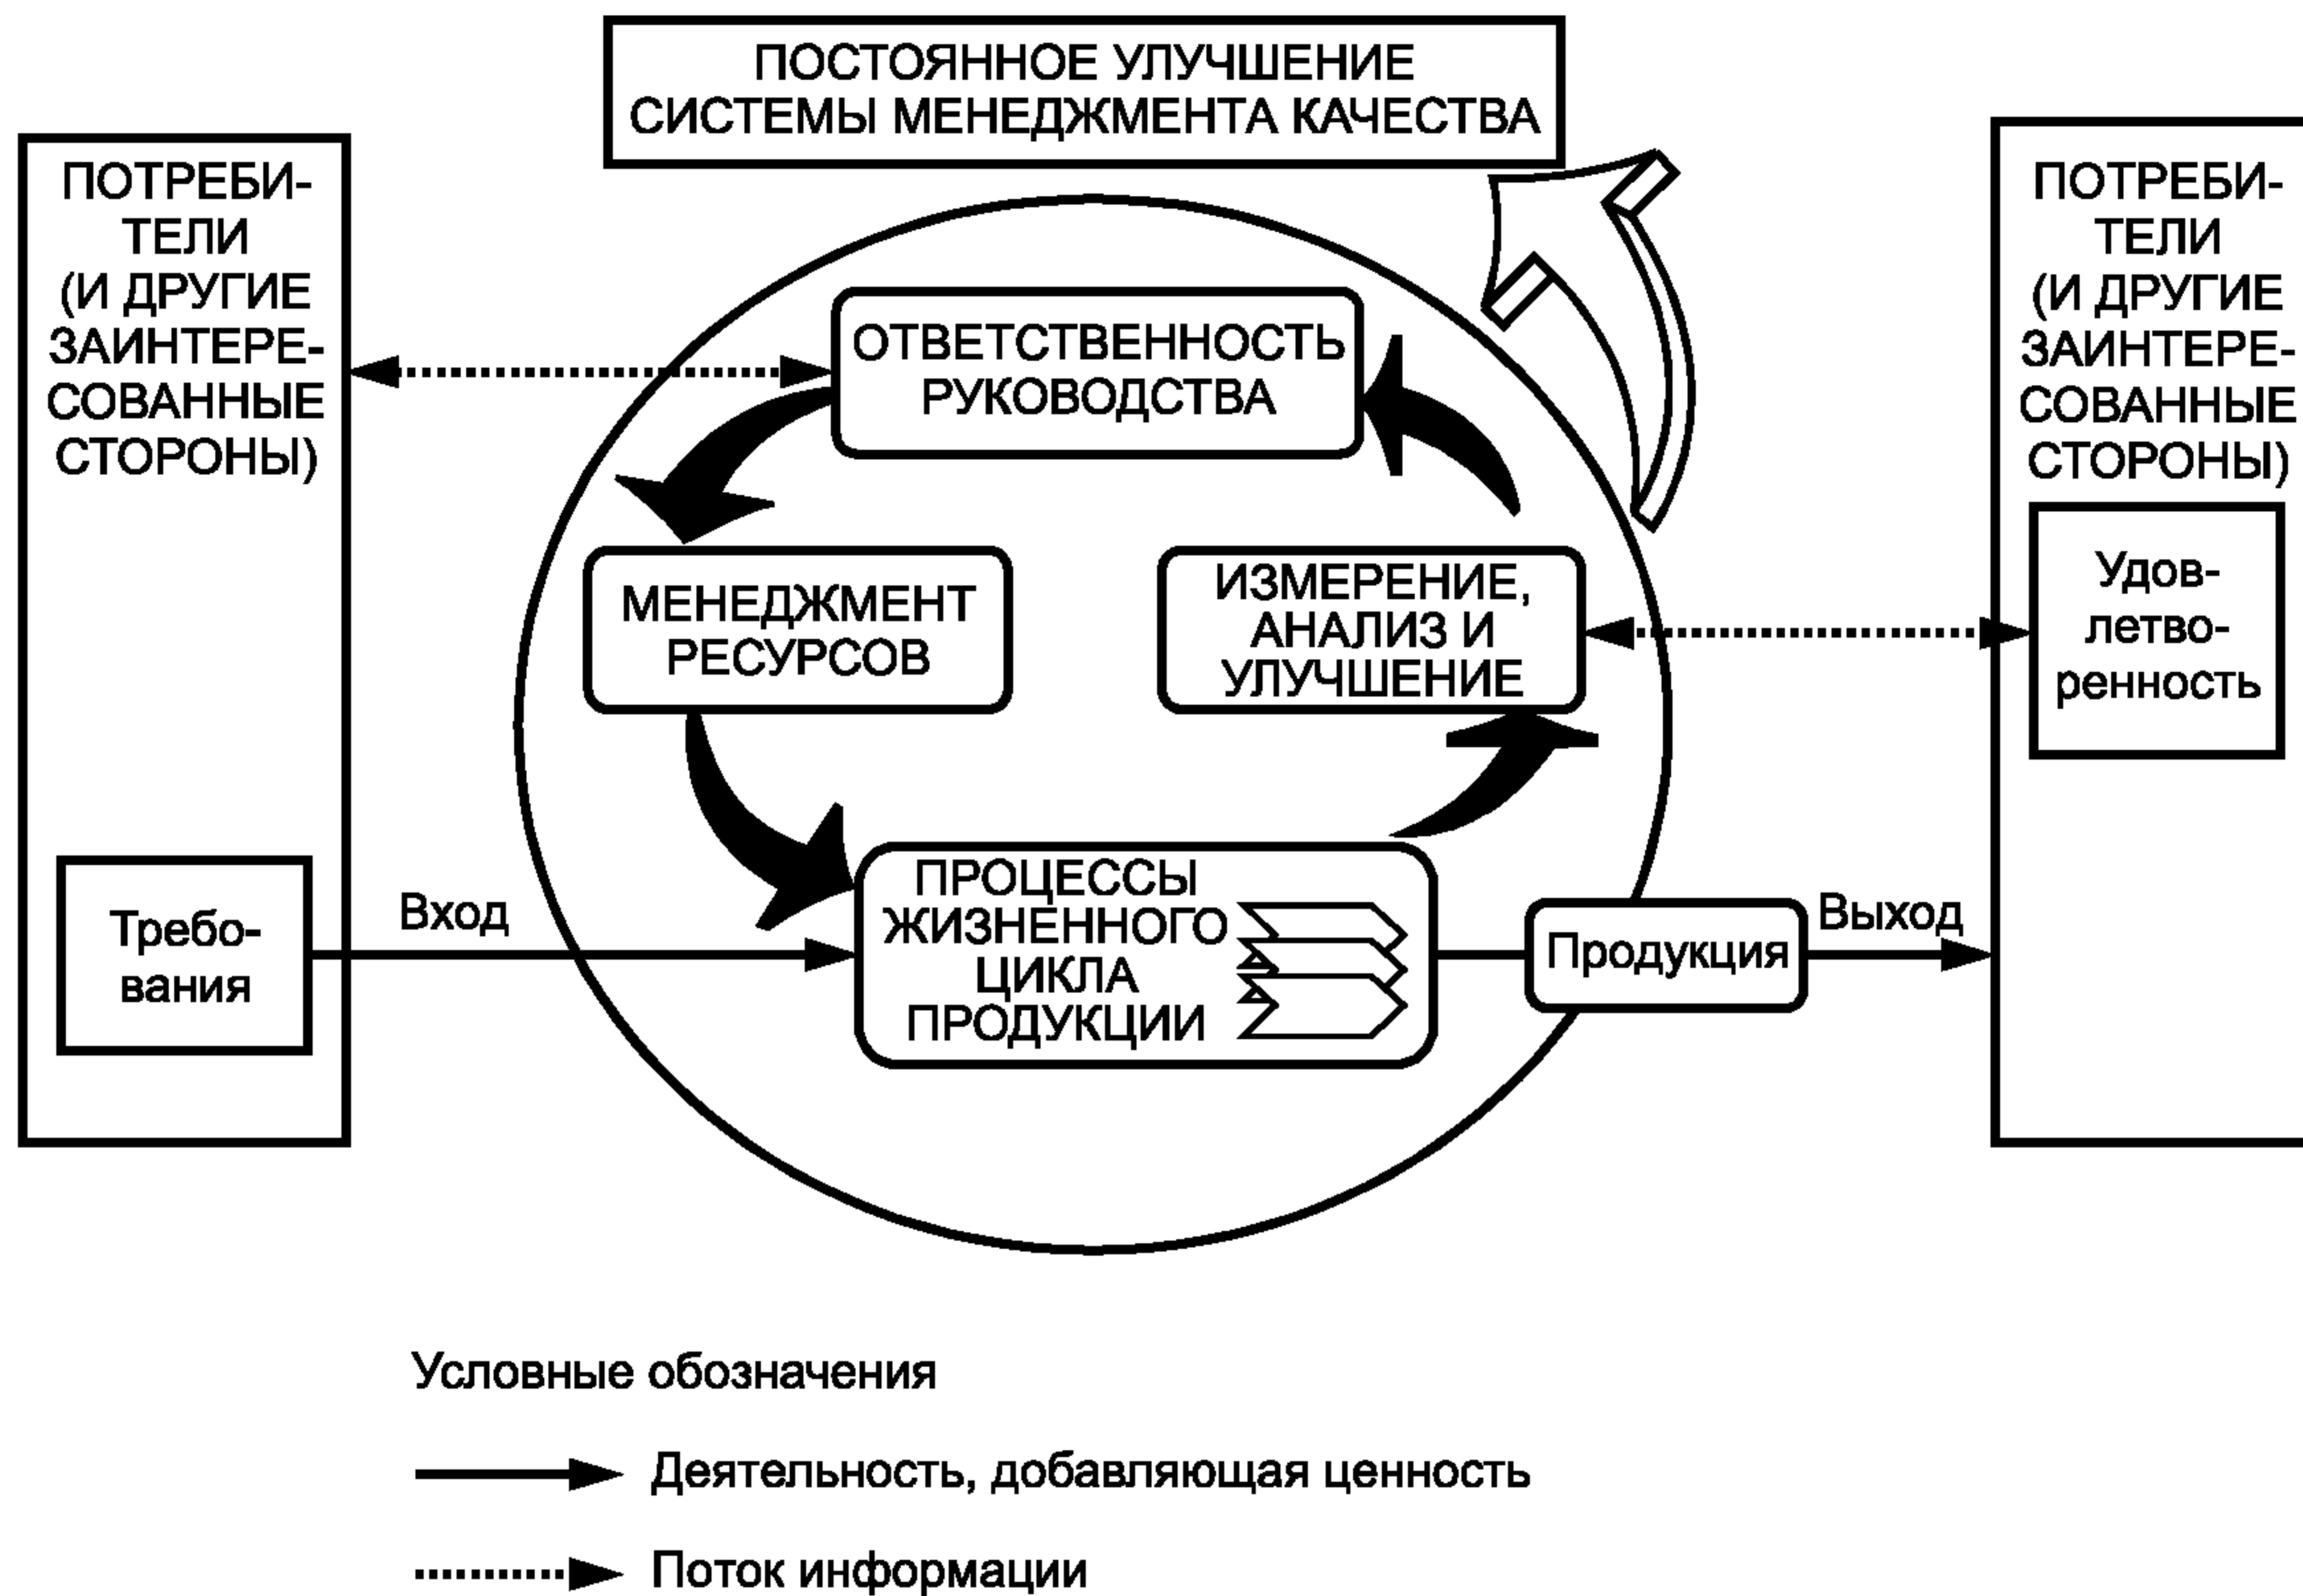 ПОСТОЯННОЕ УЛУЧШЕНИЕ
СИСТЕМЫ МЕНЕДЖМЕНТА КАЧЕСТВА
ПОТРЕБИ-
ТЕЛИ
(И ДРУГИЕ
ЗАИНТЕРЕ-
СОВАННЫЕ
СТОРОНЫ)
Требо-
вания
Вход
ОТВЕТСТВЕННОСТЬ
РУКОВОДСТВА
МЕНЕДЖМЕНТ
РЕСУРСОВ
ИЗМЕРЕНИЕ,
АНАЛИЗ И
УЛУЧШЕНИЕ
ПРОЦЕССЫ
ЖИЗНЕННОГО
ЦИКЛА
ПРОДУКЦИИ
Продукция
Выход
ПОТРЕБИ-
ТЕЛИ
(И ДРУГИЕ
ЗАИНТЕРЕ-
СОВАННЫЕ
СТОРОНЫ)
Удов-
летво-
ренность
Условные обозначения
Деятельность, добавляющая ценность
Поток информации